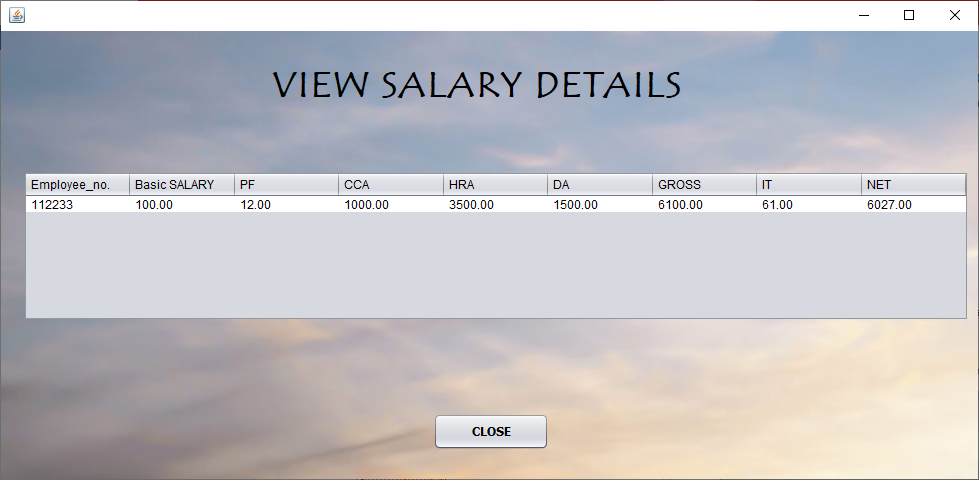 VIEW SALARY DETAILS
Employee_no. Basic SALARY PF CCA HRA DA GROSS IT NET
112233 100.00 12.00 1000.00 3500.00 1500.00 6100.00 61.00 6027.00
CLOSE